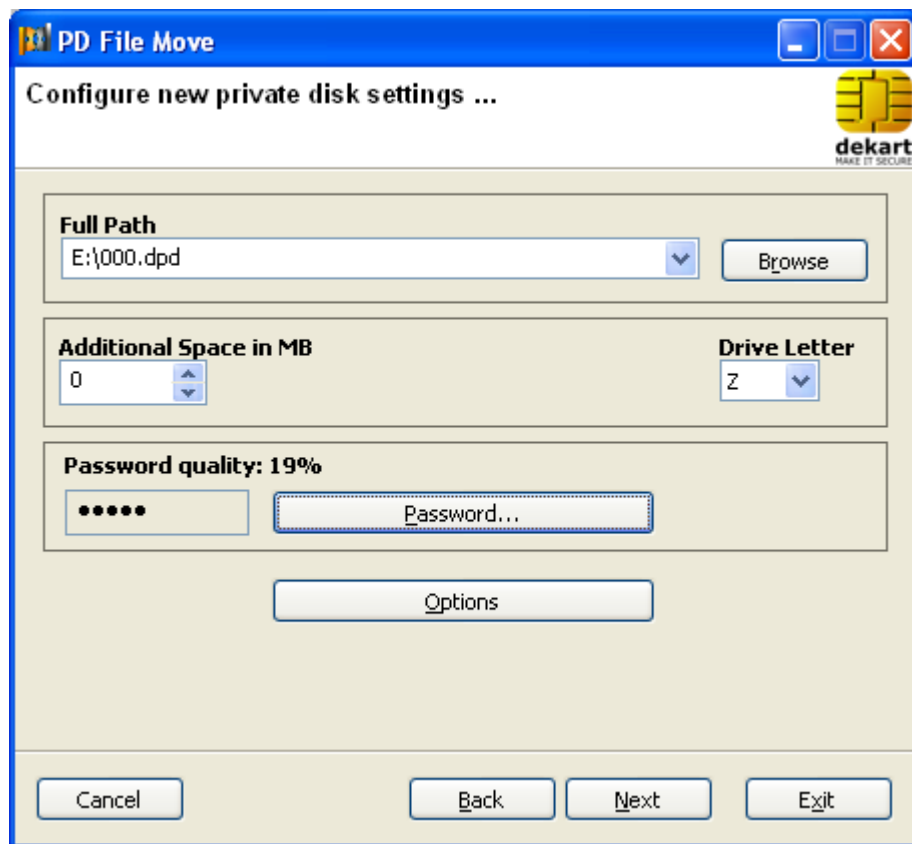 PD File Move
Configure new private disk settings ...
dekart
MAKE IT SECURE
Full Path
E:\000.dpd
Browse
Additional Space in MB
Drive Letter
0
Z
Password quality: 19%
•••••
Password...
Options
Cancel
Back
Next
Exit